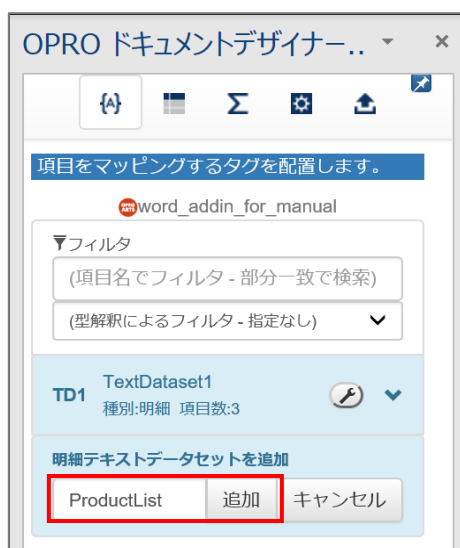 OPRO ドキュメントデザイナー..
{A} Σ
項目をマッピングするタグを配置します。
OPRO ARTS word_addin_for_manual
フィルタ
(項目名でフィルタ - 部分一致で検索)
(型解釈によるフィルタ - 指定なし)
TD1 TextDataset1
種別:明細 項目数:3
明細テキストデータセットを追加
ProductList 追加 キャンセル